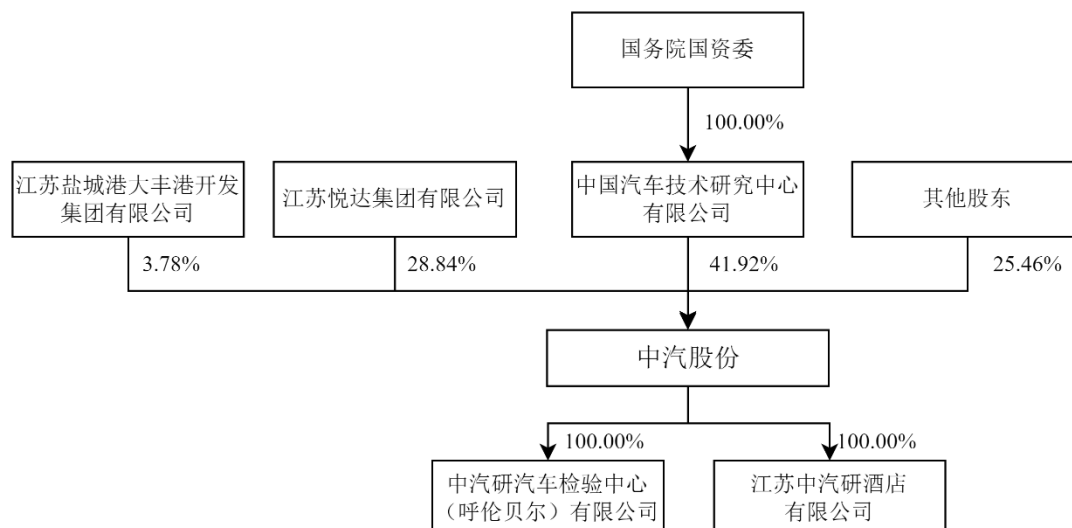 国务院国资委
100.00%
江苏盐城港大丰港开发
集团有限公司
江苏悦达集团有限公司
中国汽车技术研究中心
有限公司
其他股东
3.78%
28.84%
41.92%
25.46%
中汽股份
100.00%
100.00%
中汽研汽车检验中心
（呼伦贝尔）有限公司
江苏中汽研酒店
有限公司